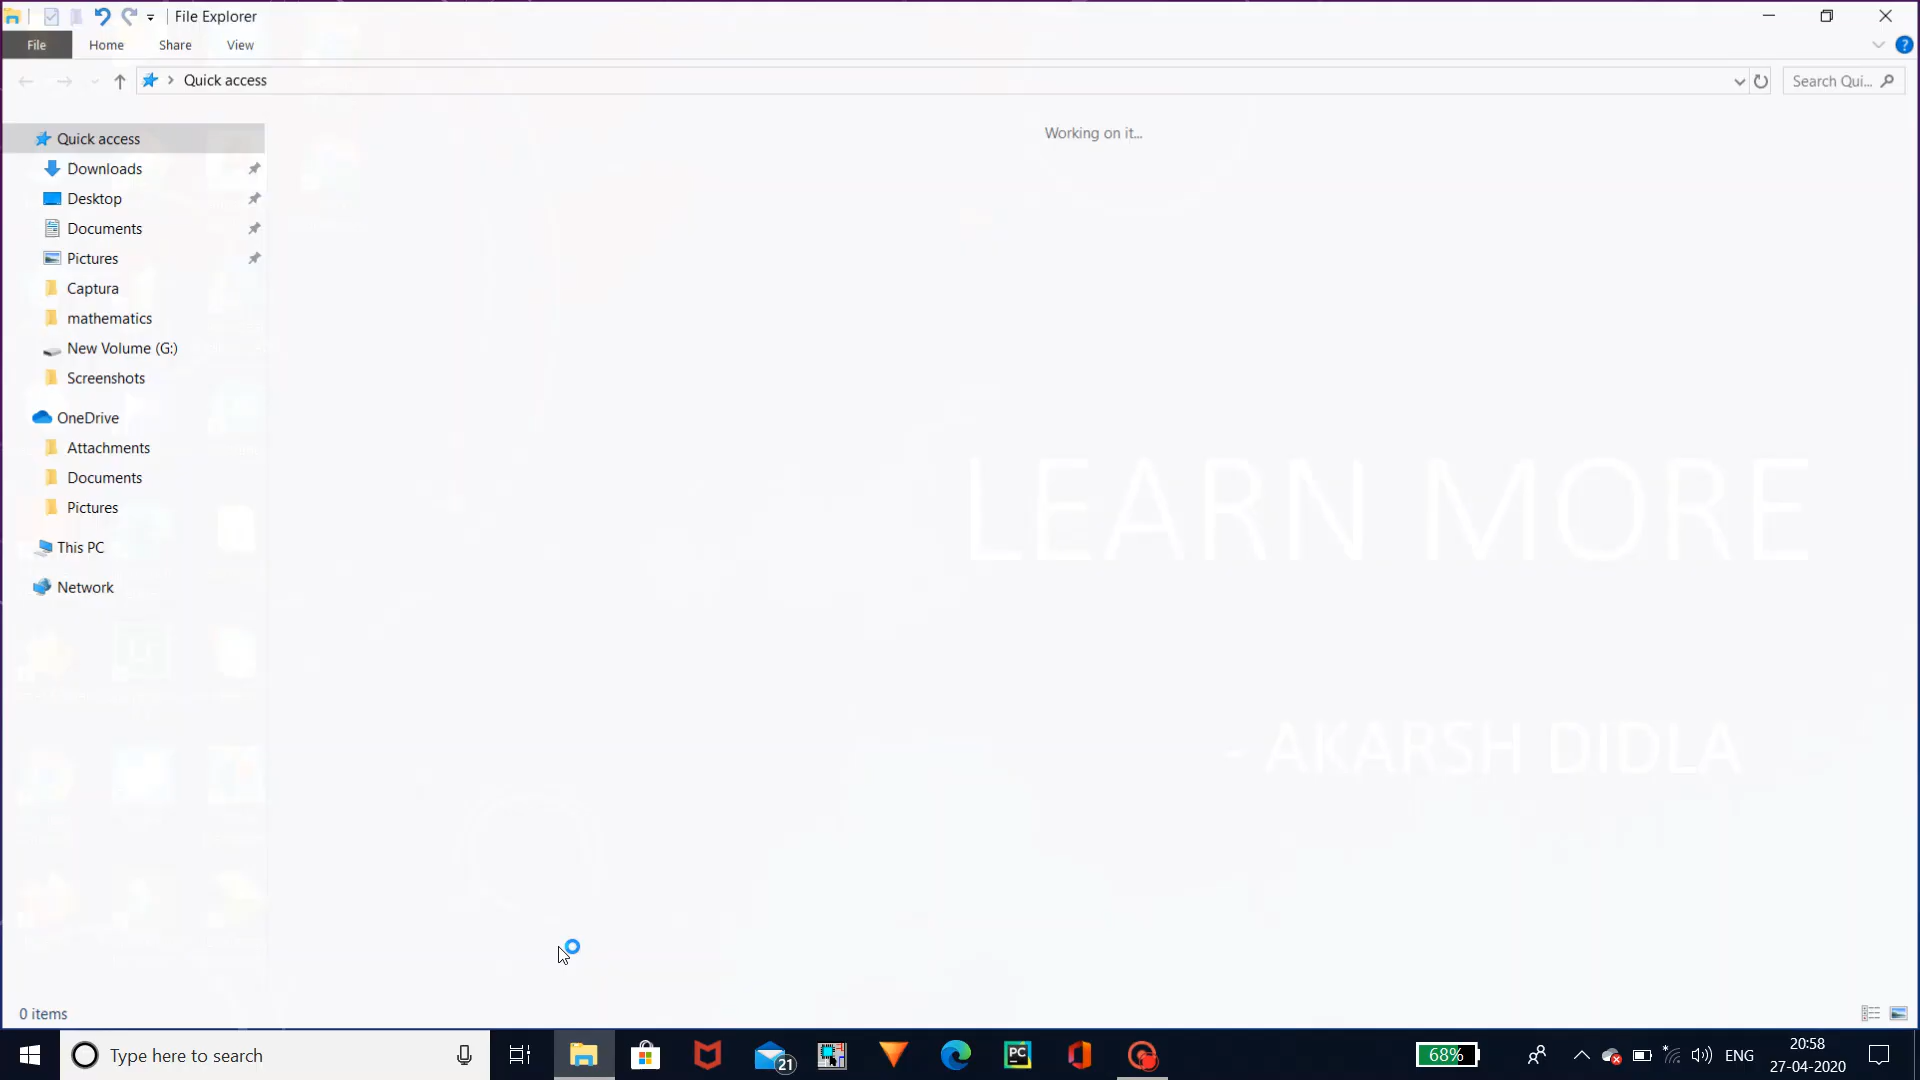 File Explorer
File
Home
Share
View
Quick access
Search Qui...
Working on it...
Quick access
Downloads
Desktop
Documents
Pictures
Captura
mathematics
New Volume (G:)
Screenshots
OneDrive
Attachments
Documents
Pictures
This PC
Network
LEARN MORE
- AKARSH DIDLA
0 items
Type here to search
21
PC
68%
ENG
20:58
27-04-2020